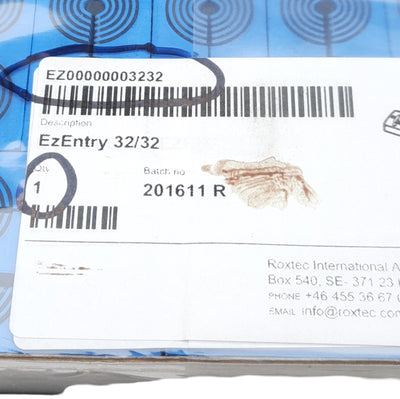 EZ00000003232
Description
EzEntry 32/32
Qty
1
Batch no
201611 R
Roxtec International A
Box 540, SE- 371 23
PHONE +46 455 36 67
EMAIL info@roxtec.com